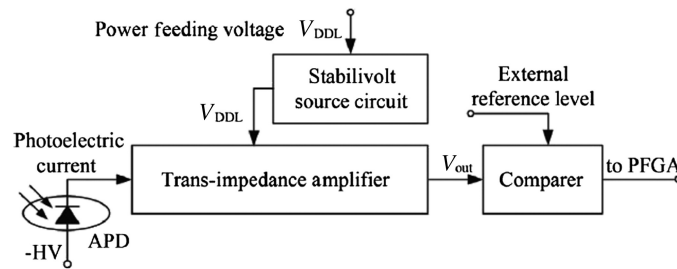 Power feeding voltage V_DDL
Stabilivolt
source circuit
External
reference level
V_DDL
Photoelectric
current
Trans-impedance amplifier
V_out
Comparer
to PFGA
APD
-HV